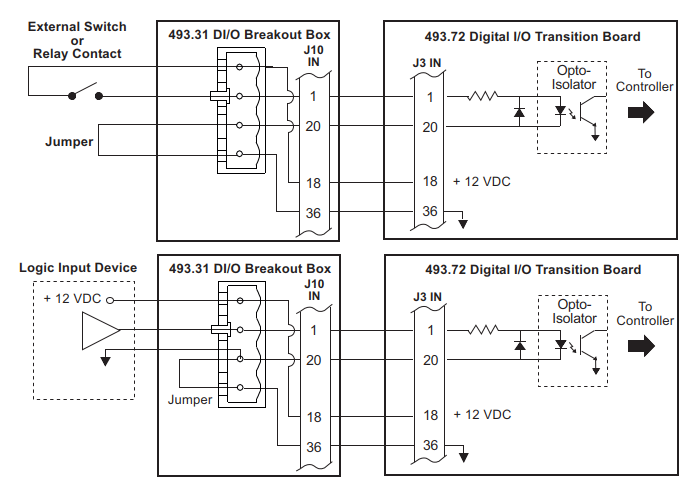 External Switch
or
Relay Contact
493.31 DI/O Breakout Box
493.72 Digital I/O Transition Board
J10
IN
J3 IN
Opto-
Isolator
To
Controller
1
1
20
20
Jumper
18
18
+ 12 VDC
36
36
Logic Input Device
493.31 DI/O Breakout Box
493.72 Digital I/O Transition Board
J10
IN
J3 IN
+ 12 VDC
Opto-
Isolator
To
Controller
1
1
20
20
Jumper
18
18
+ 12 VDC
36
36